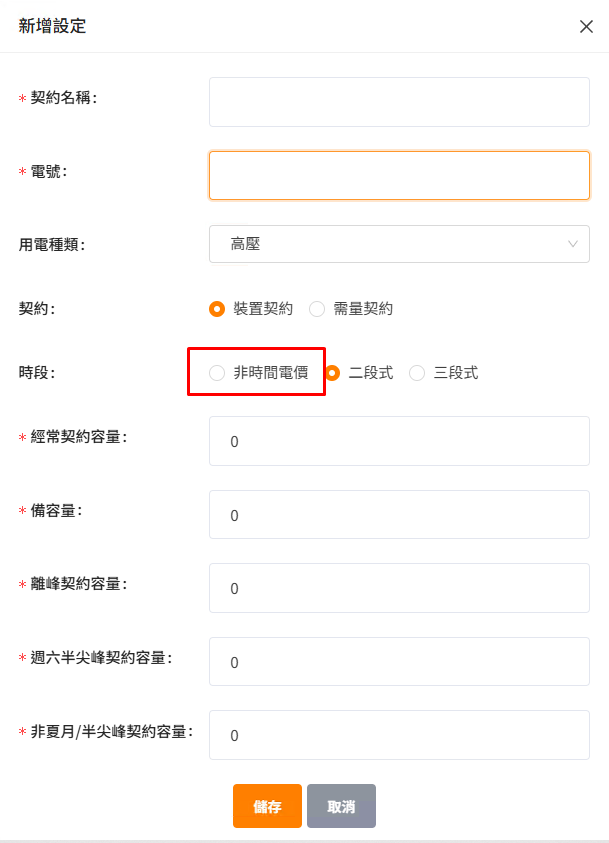 新增設定
* 契約名稱：
* 電號：
用電種類： 高壓
契約： 裝置契約 需量契約
時段： 非時間電價 二段式 三段式
* 經常契約容量： 0
* 備容量： 0
* 離峰契約容量： 0
* 週六半尖峰契約容量： 0
* 非夏月/半尖峰契約容量： 0
儲存 取消